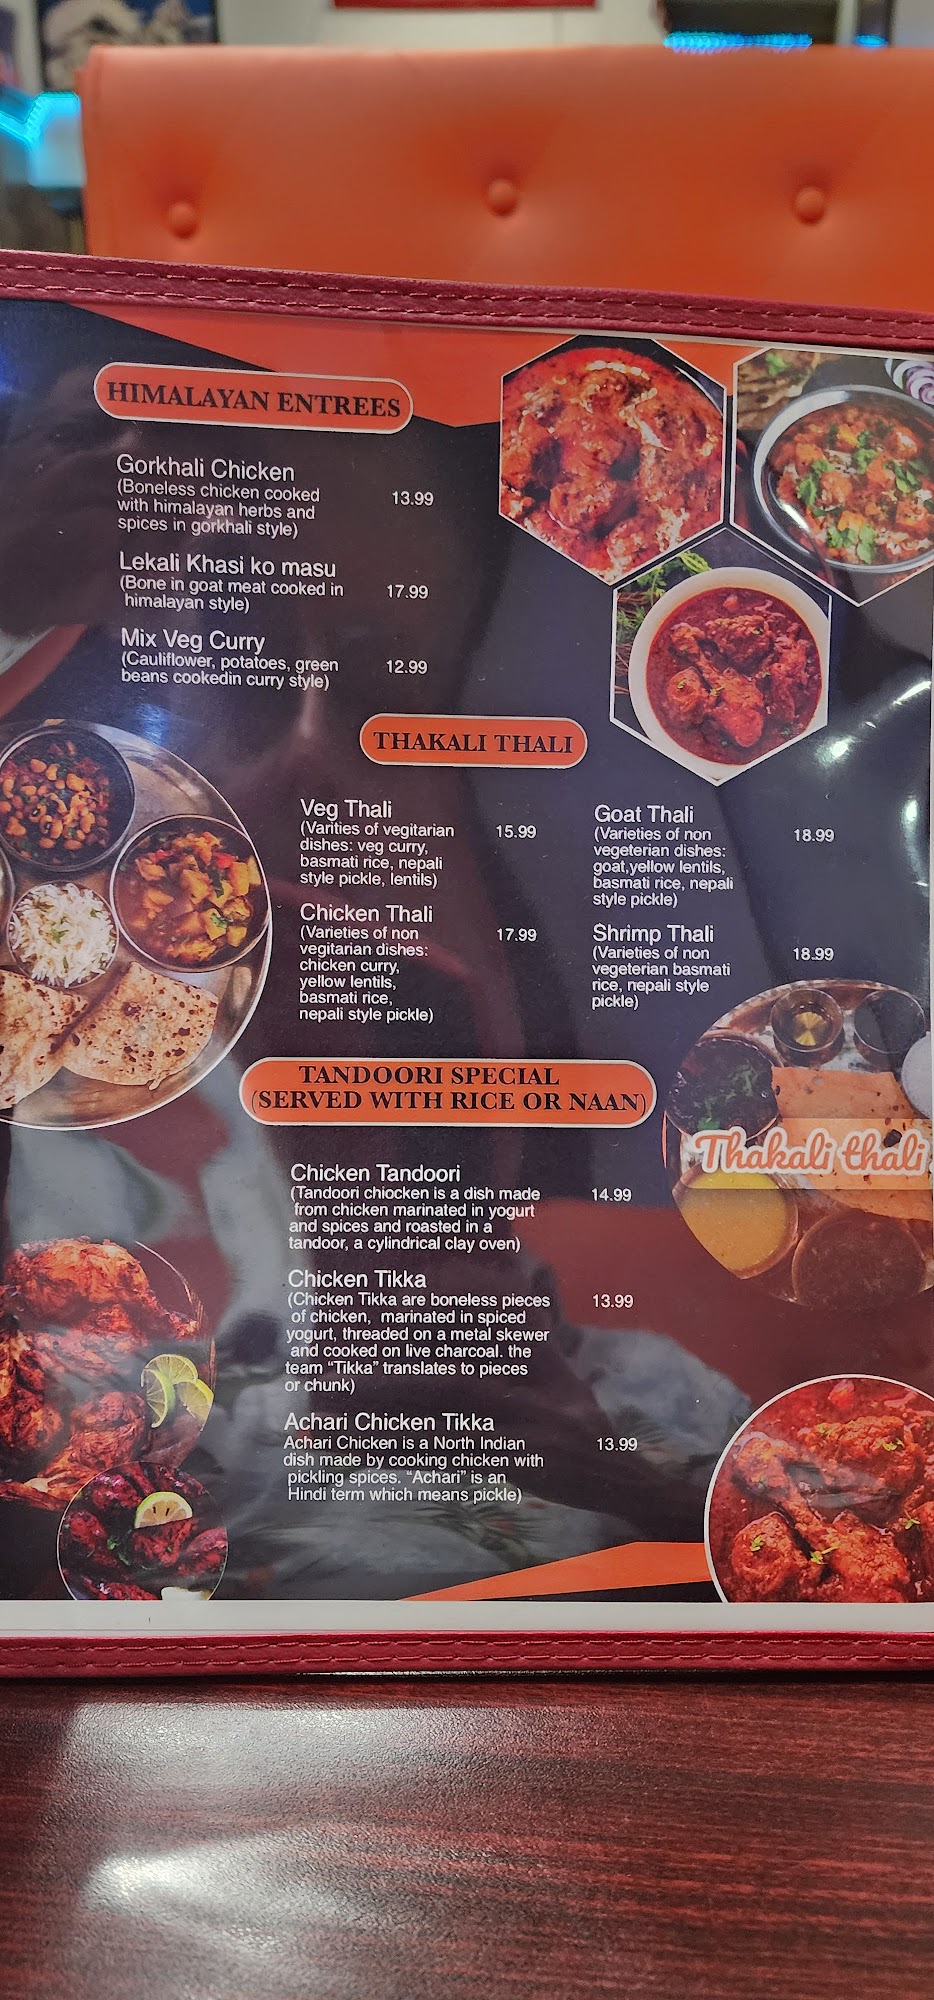 HIMALAYAN ENTREES
Gorkhali Chicken
(Boneless chicken cooked
with himalayan herbs and
spices in gorkhali style)
13.99
Lekali Khasi ko masu
(Bone in goat meat cooked in
himalayan style)
17.99
Mix Veg Curry
(Cauliflower, potatoes, green
beans cookedin curry style)
12.99
THAKALI THALI
Veg Thali
(Varities of vegitarian
dishes: veg curry,
basmati rice, nepali
style pickle, lentils)
15.99
Chicken Thali
(Varieties of non
vegitarian dishes:
chicken curry,
yellow lentils,
basmati rice,
nepali style pickle)
17.99
Goat Thali
(Varieties of non
vegeterian dishes:
goat,yellow lentils,
basmati rice, nepali
style pickle)
18.99
Shrimp Thali
(Varieties of non
vegeterian basmati
rice, nepali style
pickle)
18.99
Thakali thali
TANDOORI SPECIAL
(SERVED WITH RICE OR NAAN)
Chicken Tandoori
(Tandoori chiocken is a dish made
from chicken marinated in yogurt
and spices and roasted in a
tandoor, a cylindrical clay oven)
14.99
Chicken Tikka
(Chicken Tikka are boneless pieces
of chicken, marinated in spiced
yogurt, threaded on a metal skewer
and cooked on live charcoal. the
team "Tikka" translates to pieces
or chunk)
13.99
Achari Chicken Tikka
Achari Chicken is a North Indian
dish made by cooking chicken with
pickling spices. "Achari" is an
Hindi term which means pickle)
13.99